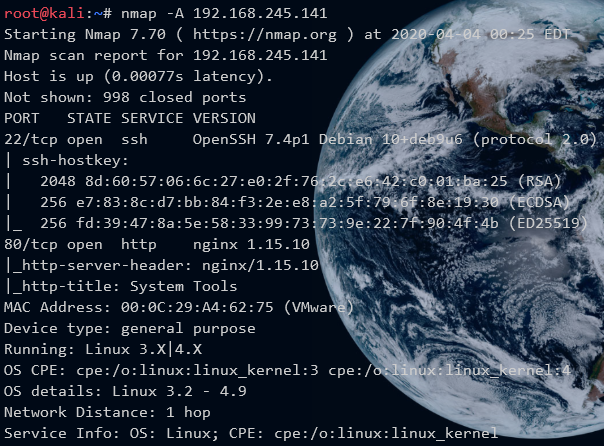 root@kali:~# nmap -A 192.168.245.141
Starting Nmap 7.70 ( https://nmap.org ) at 2020-04-04 00:25 EDT
Nmap scan report for 192.168.245.141
Host is up (0.00077s latency).
Not shown: 998 closed ports
PORT   STATE SERVICE VERSION
22/tcp open  ssh     OpenSSH 7.4p1 Debian 10+deb9u6 (protocol 2.0)
| ssh-hostkey:
|   2048 8d:60:57:06:6c:27:e0:2f:76:2c:e6:42:c0:01:ba:25 (RSA)
|   256 e7:83:8c:d7:bb:84:f3:2e:e8:a2:5f:79:6f:8e:19:30 (ECDSA)
|_  256 fd:39:47:8a:5e:58:33:99:73:73:9e:22:7f:90:4f:4b (ED25519)
80/tcp open  http    nginx 1.15.10
|_http-server-header: nginx/1.15.10
|_http-title: System Tools
MAC Address: 00:0C:29:A4:62:75 (VMware)
Device type: general purpose
Running: Linux 3.X|4.X
OS CPE: cpe:/o:linux:linux_kernel:3 cpe:/o:linux:linux_kernel:4
OS details: Linux 3.2 - 4.9
Network Distance: 1 hop
Service Info: OS: Linux; CPE: cpe:/o:linux:linux_kernel